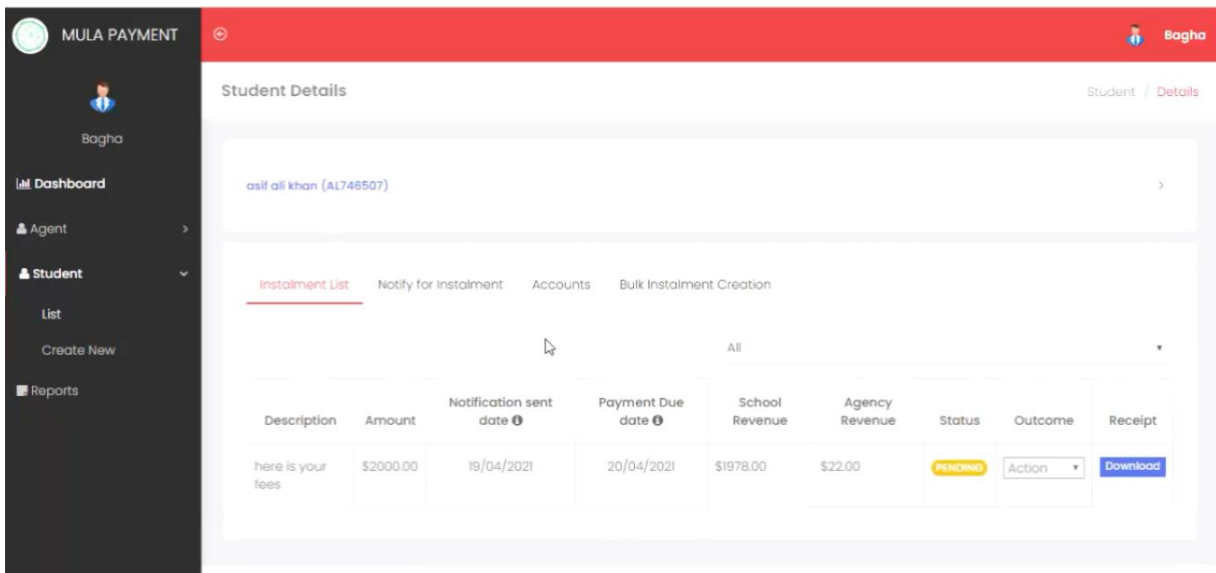 MULA PAYMENT
Bagha
Student Details
Student / Details
Bagha
Dashboard
Agent
Student
List
Create New
Reports
asif ali khan (AL746507)
Instalment List Notify for Instalment Accounts Bulk Instalment Creation
All
Description Amount Notification sent date Payment Due date School Revenue Agency Revenue Status Outcome Receipt
here is your fees $2000.00 19/04/2021 20/04/2021 $1978.00 $22.00 PENDING Action Download